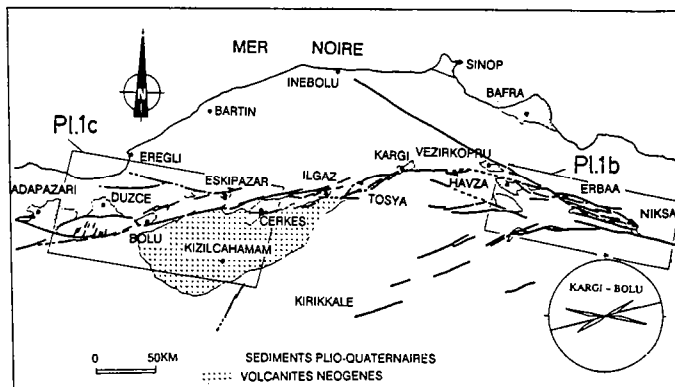 MER NOIRE
SINOP
INEBOLU
BAFRA
BARTIN
Pl.1c
EREGLI
KARGI
VEZIRKOPRU
Pl.1b
ADAPAZARI
DUZCE
ESKIPAZAR
ILGAZ
HAVZA
ERBAA
TOSYA
NIKSA
BOLU
CERKES
KIZILCAHAMAM
KIRIKKALE
KARGI - BOLU
0 50KM
SEDIMENTS PLIO-QUATERNAIRES
VOLCANITES NEOGENES